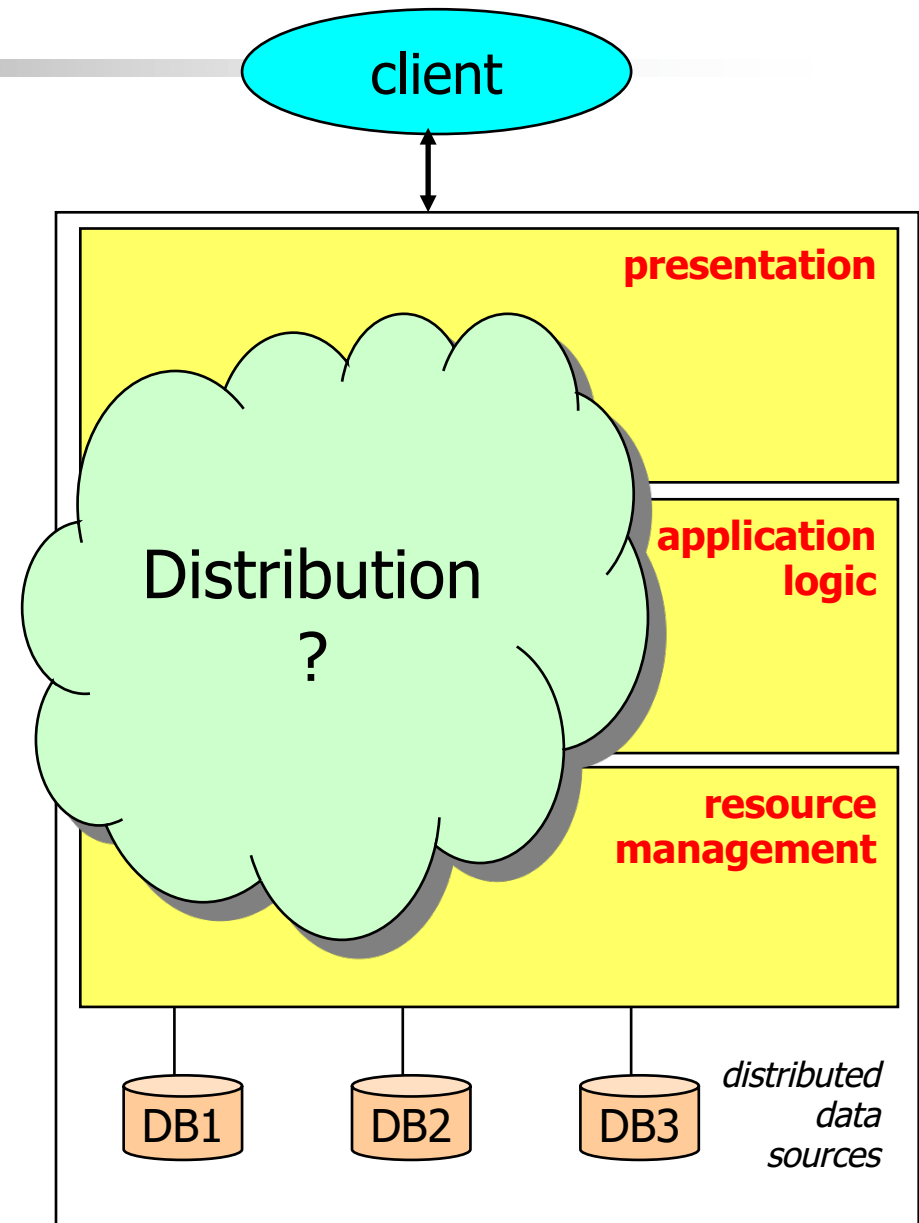 client
presentation
application
logic
Distribution
?
resource
management
DB1
DB2
DB3
distributed
data
sources